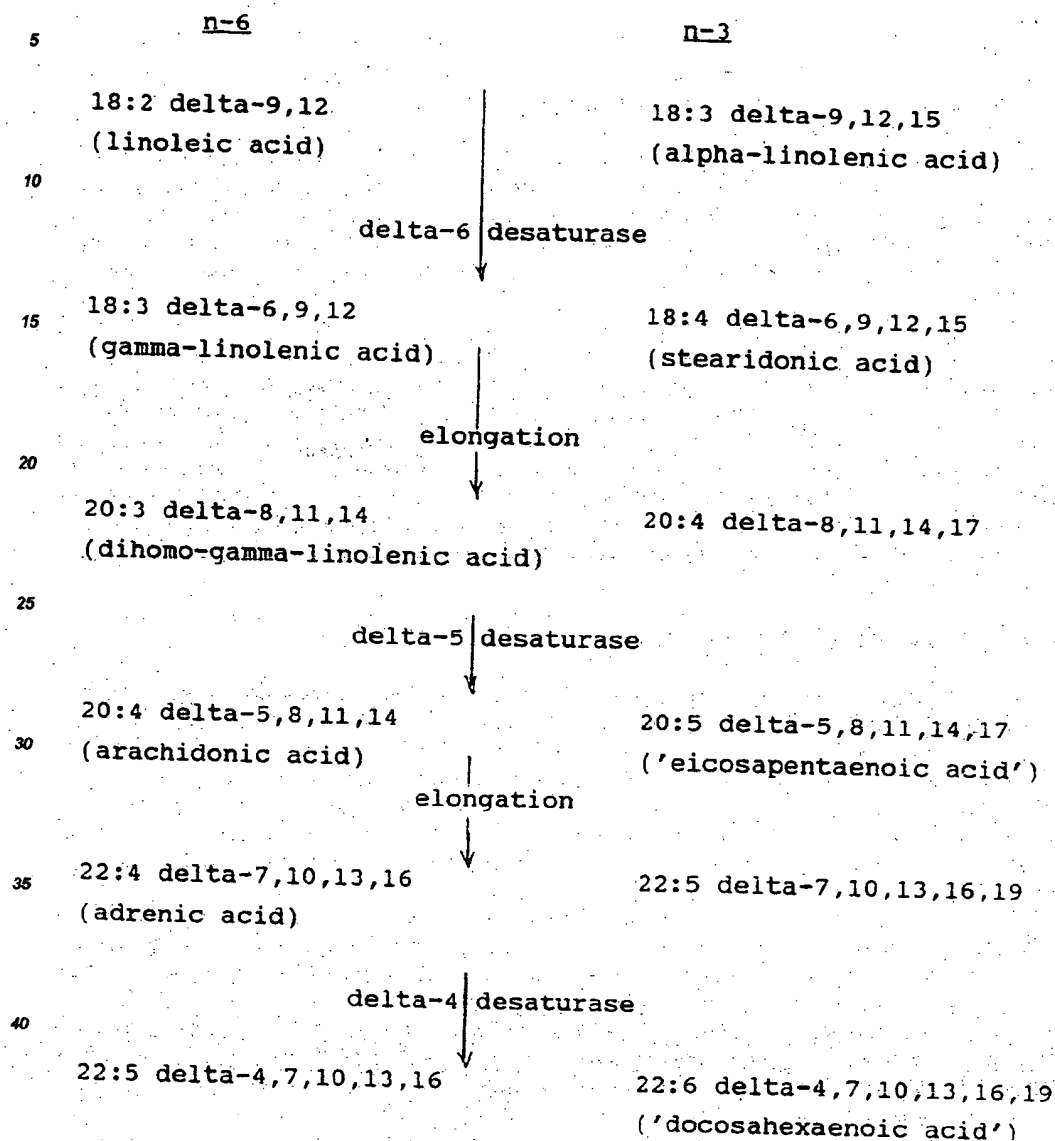 n-6 n-3
5
18:2 delta-9,12 18:3 delta-9,12,15
(linoleic acid) (alpha-linolenic acid)
10
delta-6 desaturase
15
18:3 delta-6,9,12 18:4 delta-6,9,12,15
(gamma-linolenic acid) (stearidonic acid)
elongation
20
20:3 delta-8,11,14 20:4 delta-8,11,14,17
(dihomo-gamma-linolenic acid)
25
delta-5 desaturase
20:4 delta-5,8,11,14 20:5 delta-5,8,11,14,17
30
(arachidonic acid) ('eicosapentaenoic acid')
elongation
35
22:4 delta-7,10,13,16 22:5 delta-7,10,13,16,19
(adrenic acid)
delta-4 desaturase
40
22:5 delta-4,7,10,13,16 22:6 delta-4,7,10,13,16,19
('docosahexaenoic acid')